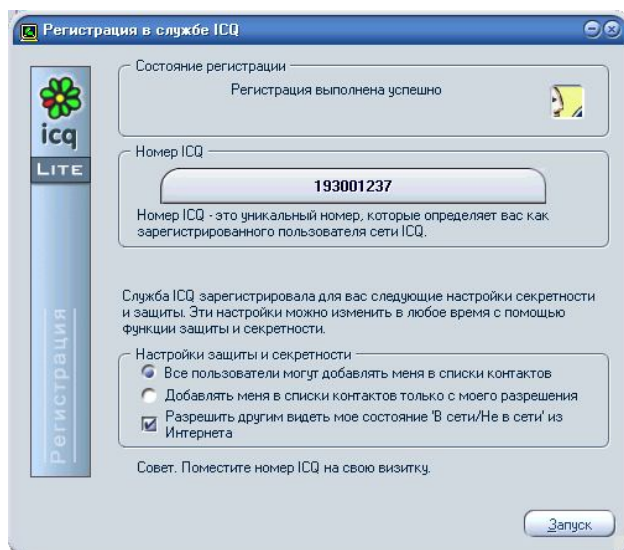 Регистрация в службе ICQ
Состояние регистрации
Регистрация выполнена успешно
icq
LITE
Регистрация
Номер ICQ
193001237
Номер ICQ - это уникальный номер, которые определяет вас как
зарегистрированного пользователя сети ICQ.
Служба ICQ зарегистрировала для вас следующие настройки секретности
и защиты. Эти настройки можно изменить в любое время с помощью
функции защиты и секретности.
Настройки защиты и секретности
Все пользователи могут добавлять меня в списки контактов
Добавлять меня в списки контактов только с моего разрешения
Разрешить другим видеть мое состояние 'В сети/Не в сети' из
Интернета
Совет. Поместите номер ICQ на свою визитку.
Запуск